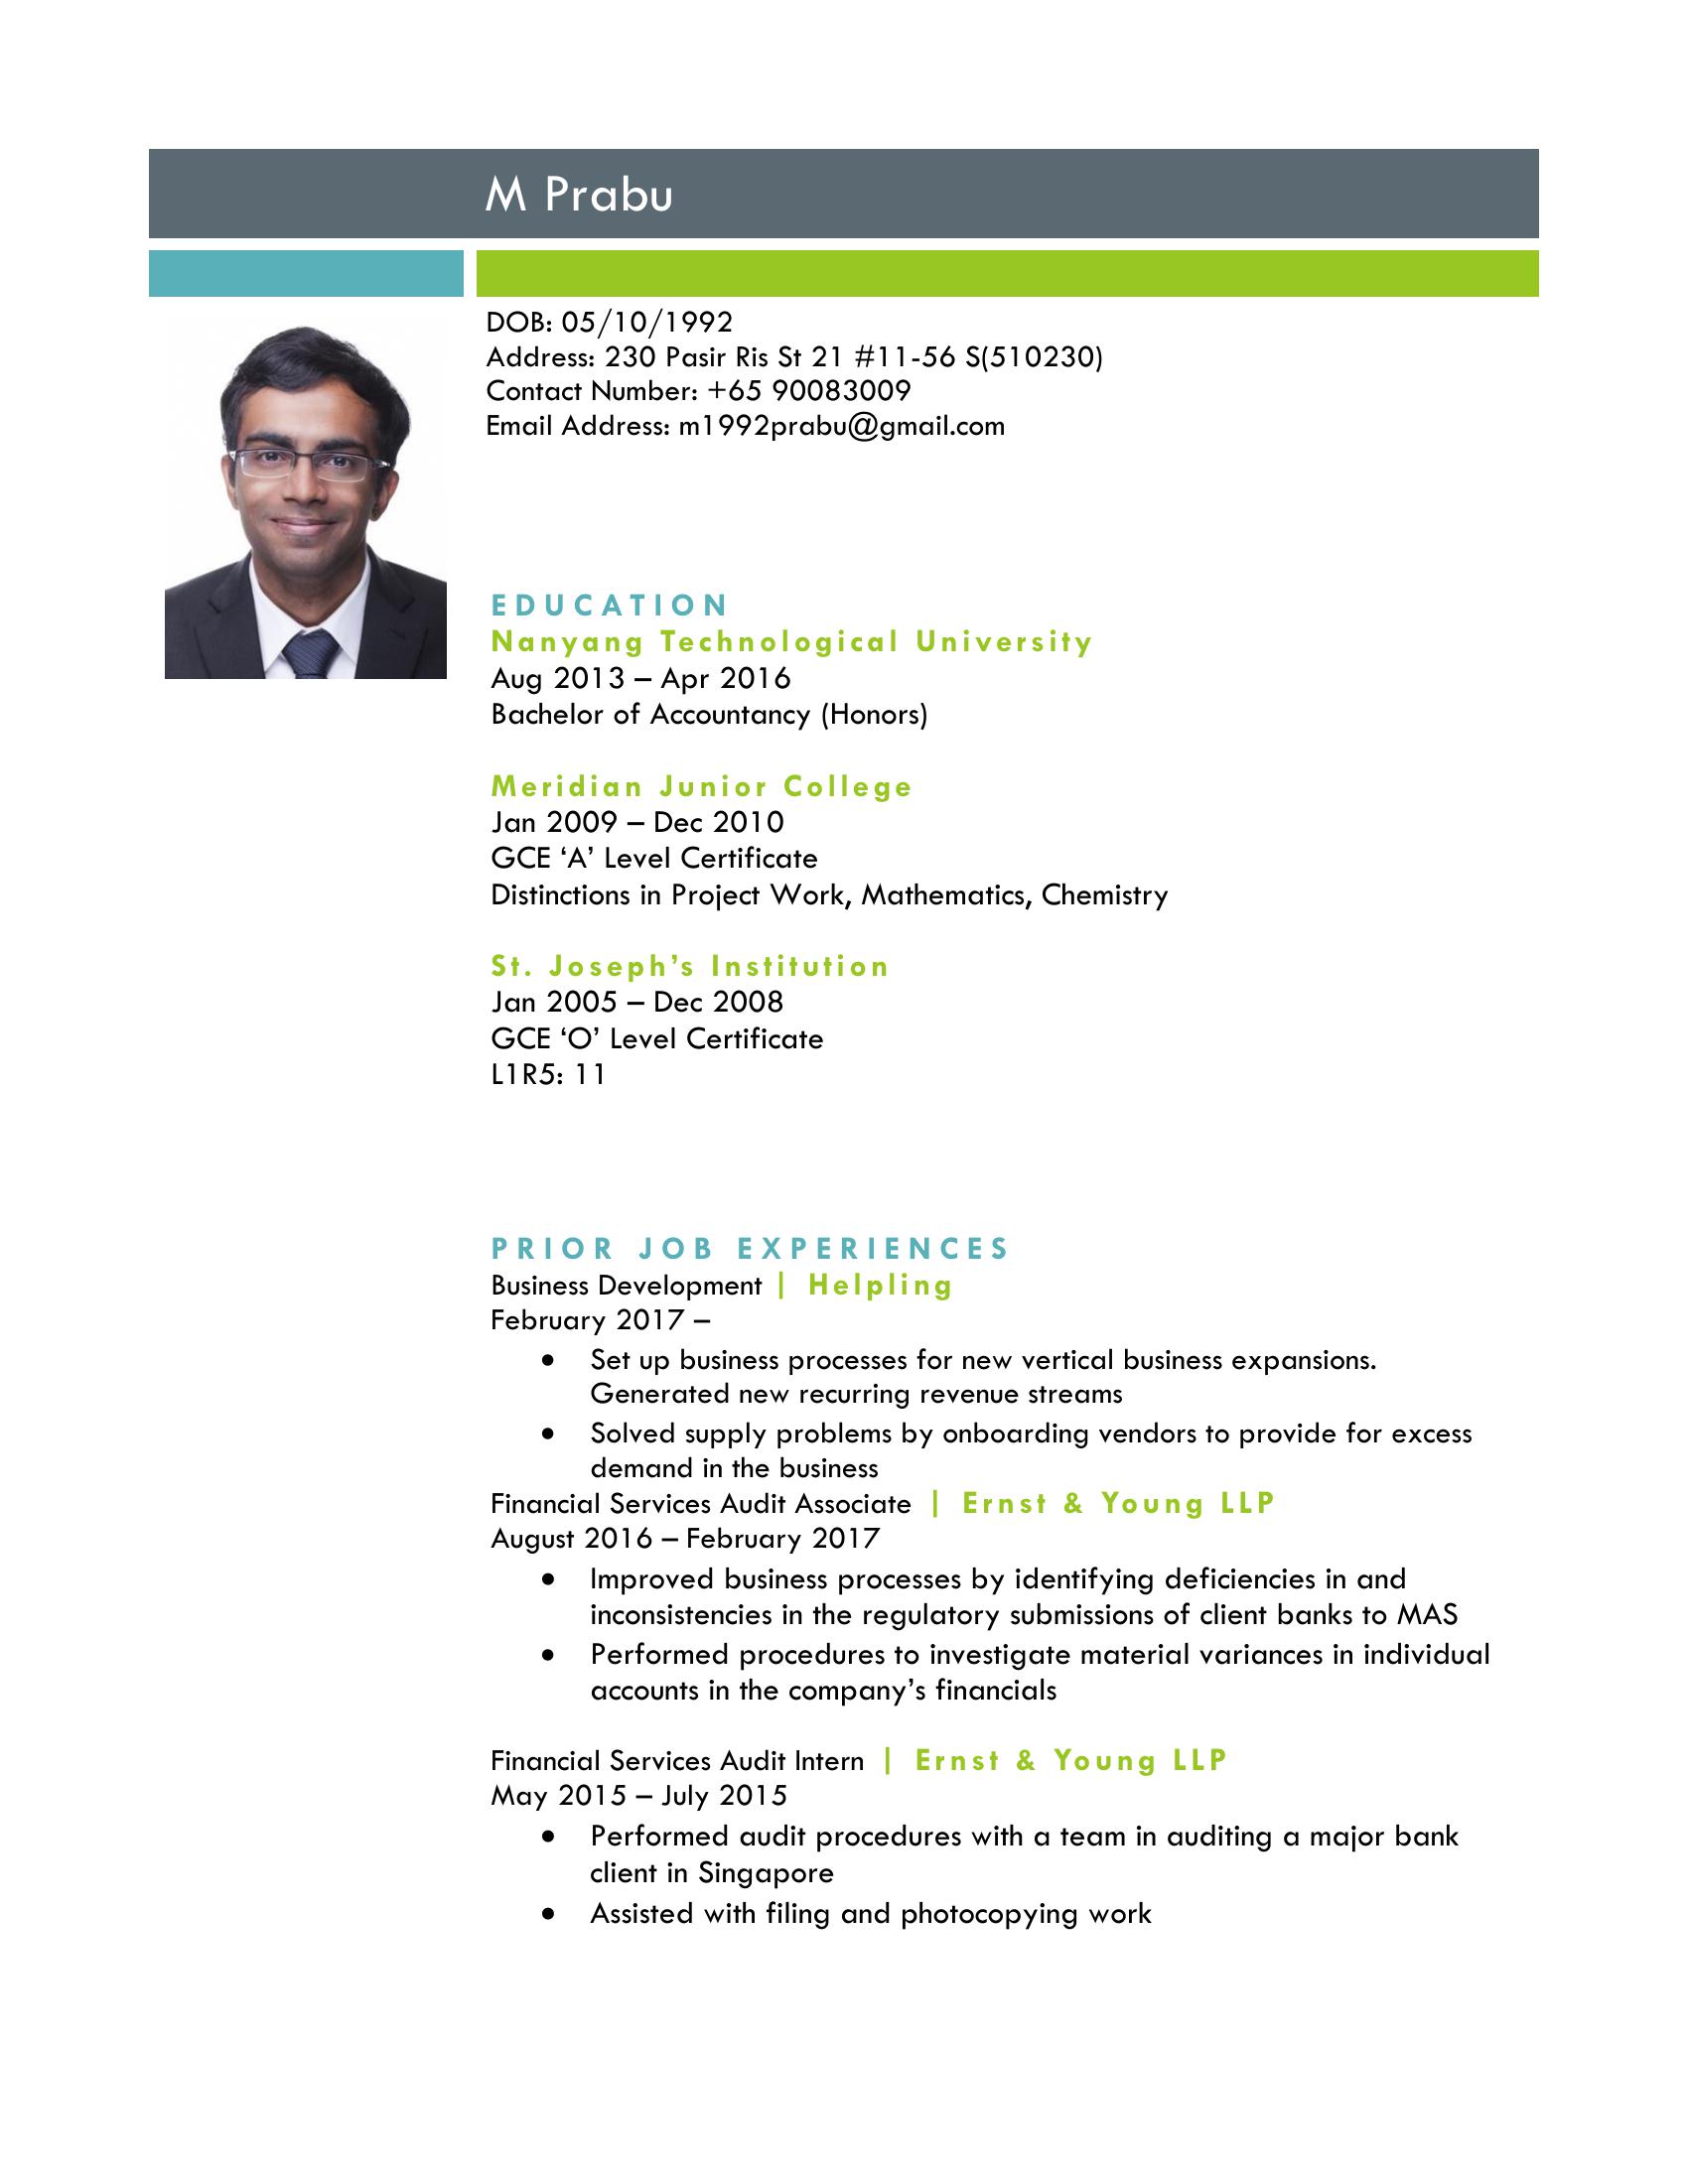 M Prabu
DOB: 05/10/1992
Address: 230 Pasir Ris St 21 #11-56 S(510230)
Contact Number: +65 90083009
Email Address: m1992prabu@gmail.com
EDUCATION
Nanyang Technological University
Aug 2013 – Apr 2016
Bachelor of Accountancy (Honors)
Meridian Junior College
Jan 2009 – Dec 2010
GCE ‘A’ Level Certificate
Distinctions in Project Work, Mathematics, Chemistry
St. Joseph’s Institution
Jan 2005 – Dec 2008
GCE ‘O’ Level Certificate
L1R5: 11
PRIOR JOB EXPERIENCES
Business Development | Helpling
February 2017 –
• Set up business processes for new vertical business expansions.
Generated new recurring revenue streams
• Solved supply problems by onboarding vendors to provide for excess
demand in the business
Financial Services Audit Associate | Ernst & Young LLP
August 2016 – February 2017
• Improved business processes by identifying deficiencies in and
inconsistencies in the regulatory submissions of client banks to MAS
• Performed procedures to investigate material variances in individual
accounts in the company’s financials
Financial Services Audit Intern | Ernst & Young LLP
May 2015 – July 2015
• Performed audit procedures with a team in auditing a major bank
client in Singapore
• Assisted with filing and photocopying work